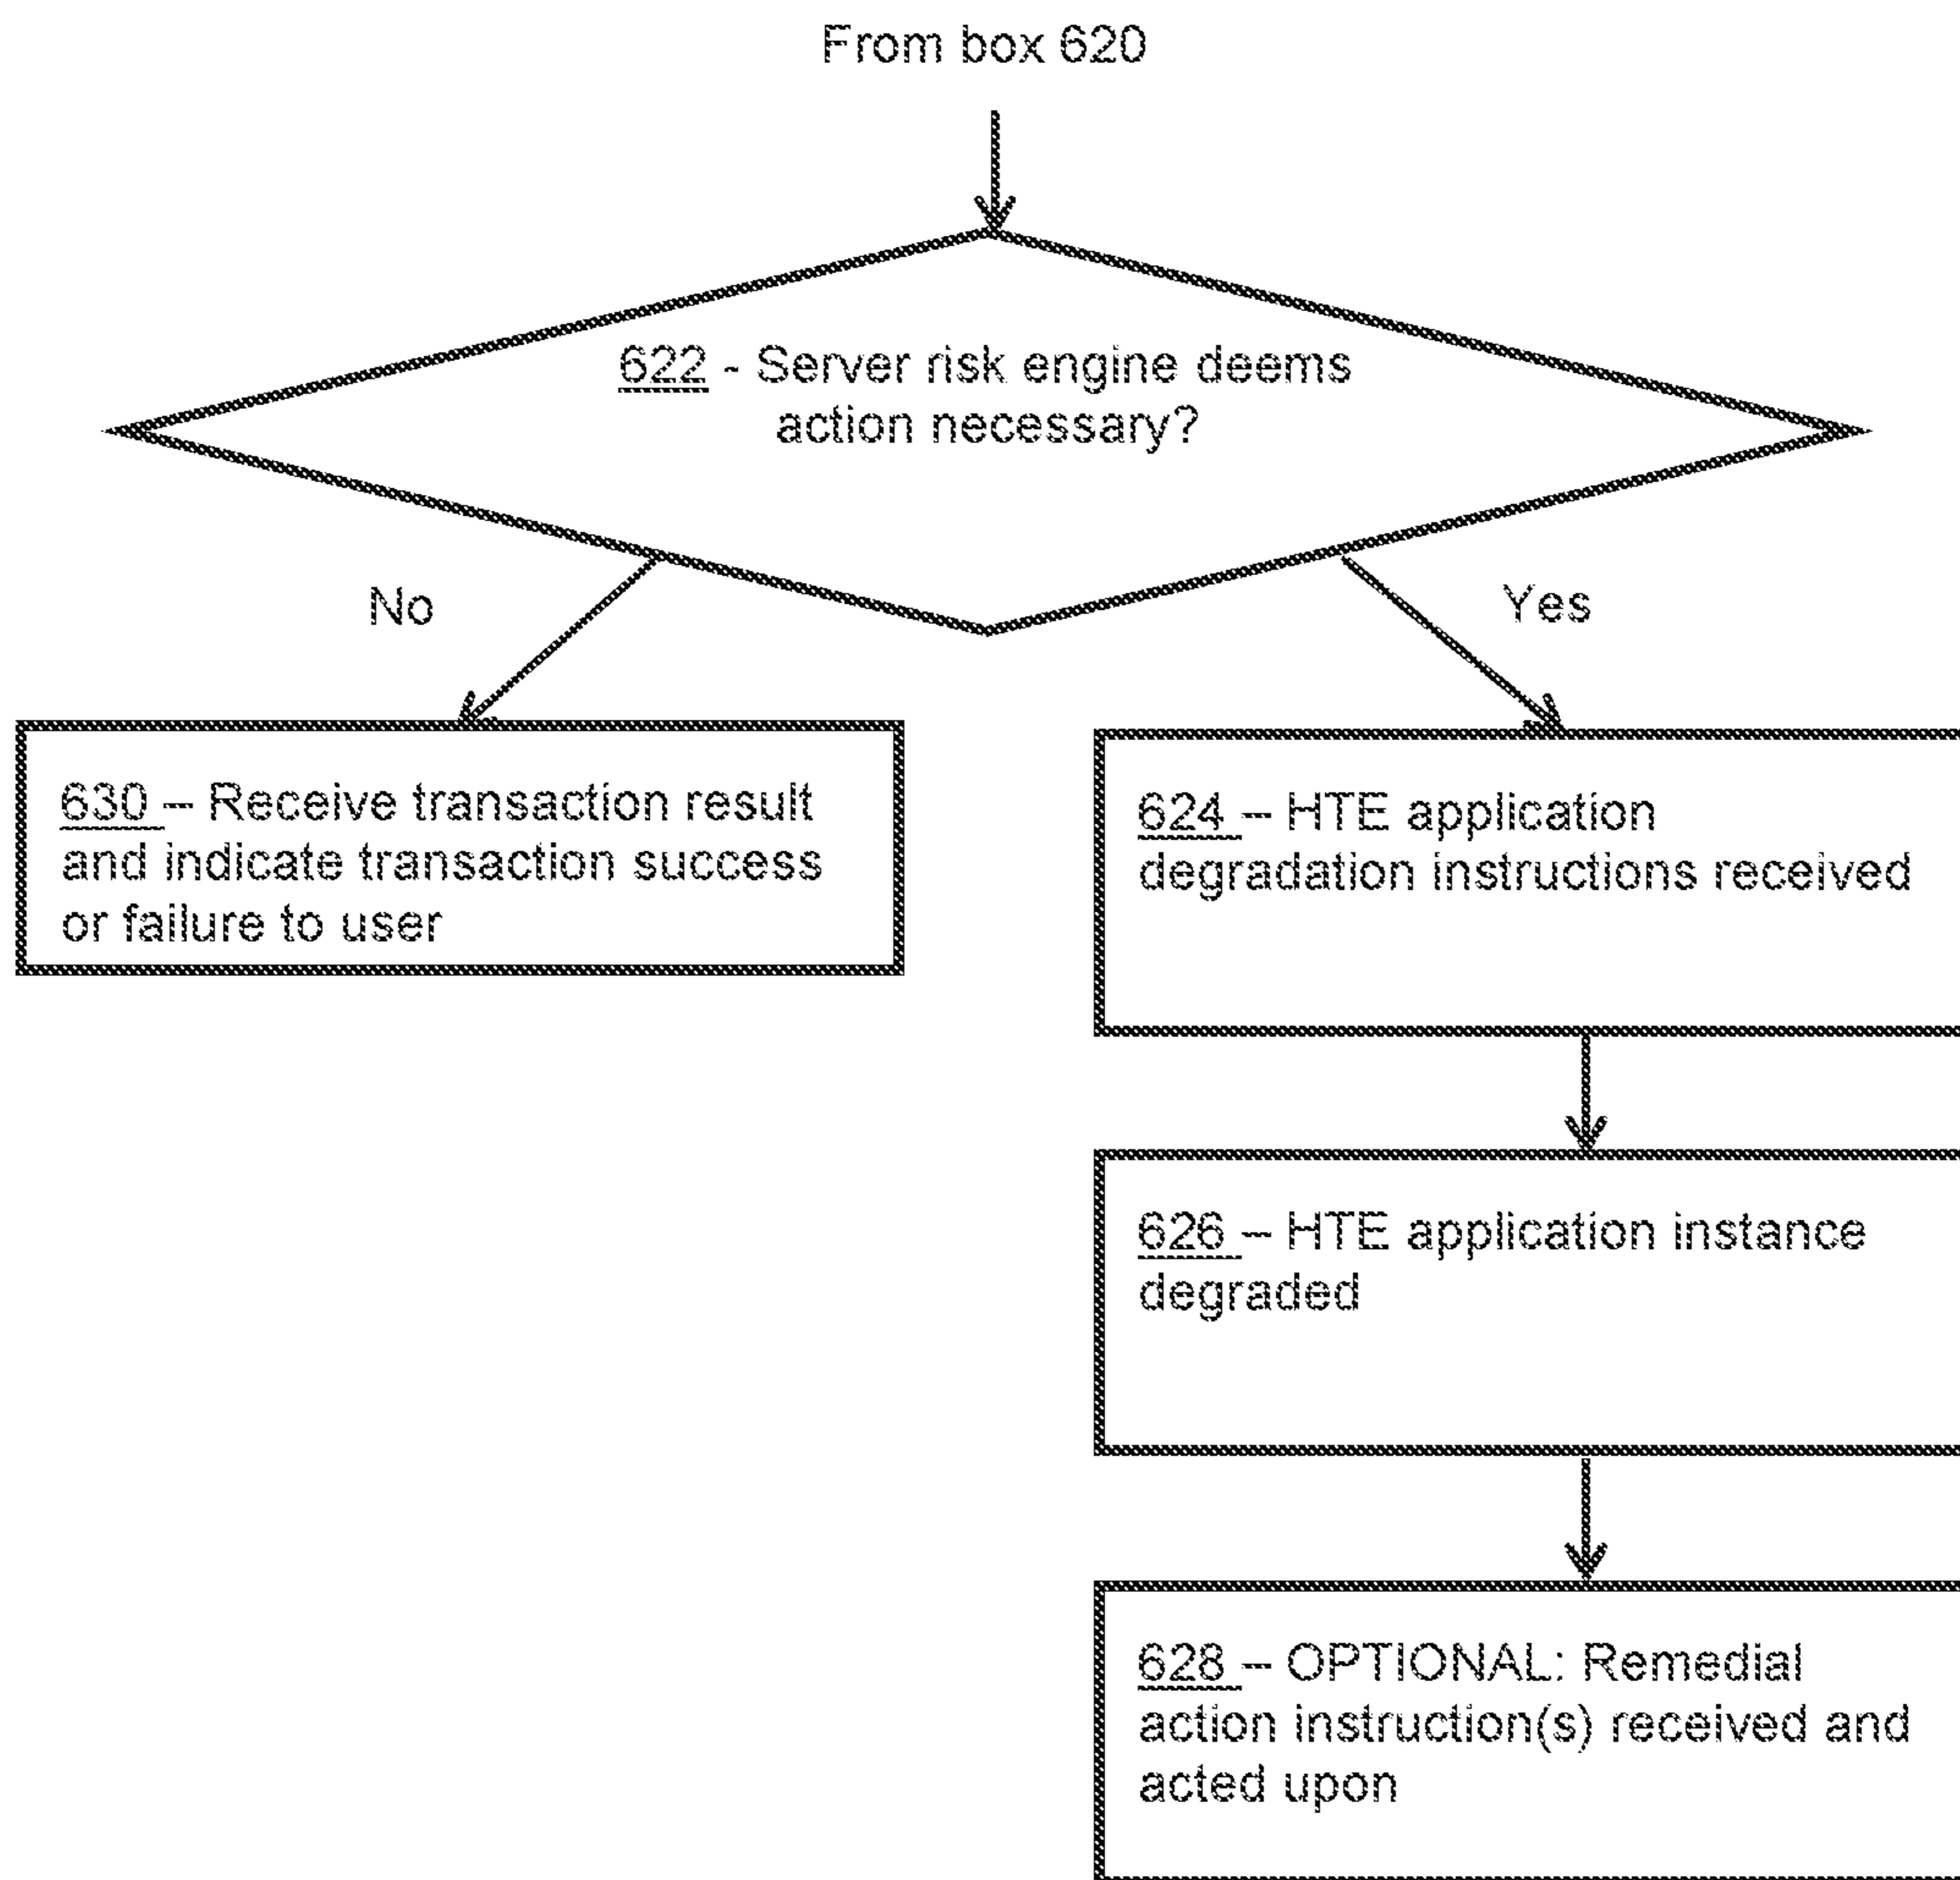 From box 620
622 - Server risk engine deems
action necessary?
No
Yes
630 – Receive transaction result
and indicate transaction success
or failure to user
624 – HTE application
degradation instructions received
626 – HTE application instance
degraded
628 – OPTIONAL: Remedial
action instruction(s) received and
acted upon